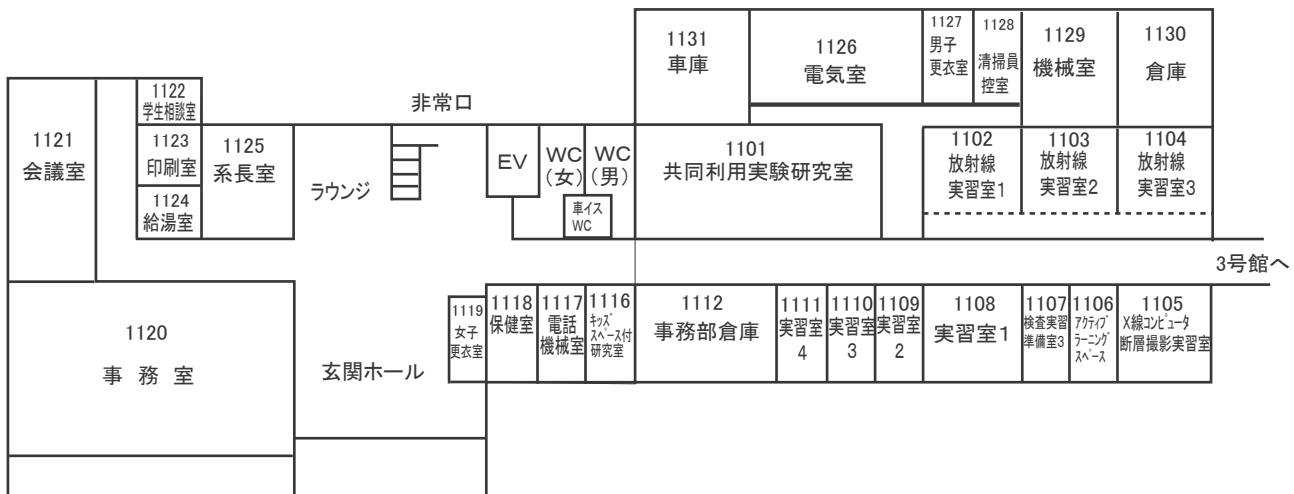 1131
車庫
1126
電気室
1127
男子
更衣室
1128
清掃員
控室
1129
機械室
1130
倉庫
1122
学生相談室
非常口
1121
会議室
1123
印刷室
1125
系長室
1124
給湯室
ラウンジ
EV
WC
(女)
WC
(男)
車イス
WC
1101
共同利用実験研究室
1102
放射線
実習室1
1103
放射線
実習室2
1104
放射線
実習室3
3号館へ
1120
事 務 室
玄関ホール
1119
女子
更衣室
1118
保健室
1117
電話
機械室
1116
キッズ
スペース付
研究室
1112
事務部倉庫
1111
実習室
4
1110
実習室
3
1109
実習室
2
1108
実習室1
1107
検査実習
準備室3
1106
アクティブ
ラーニング
スペース
1105
X線コンピュータ
断層撮影実習室